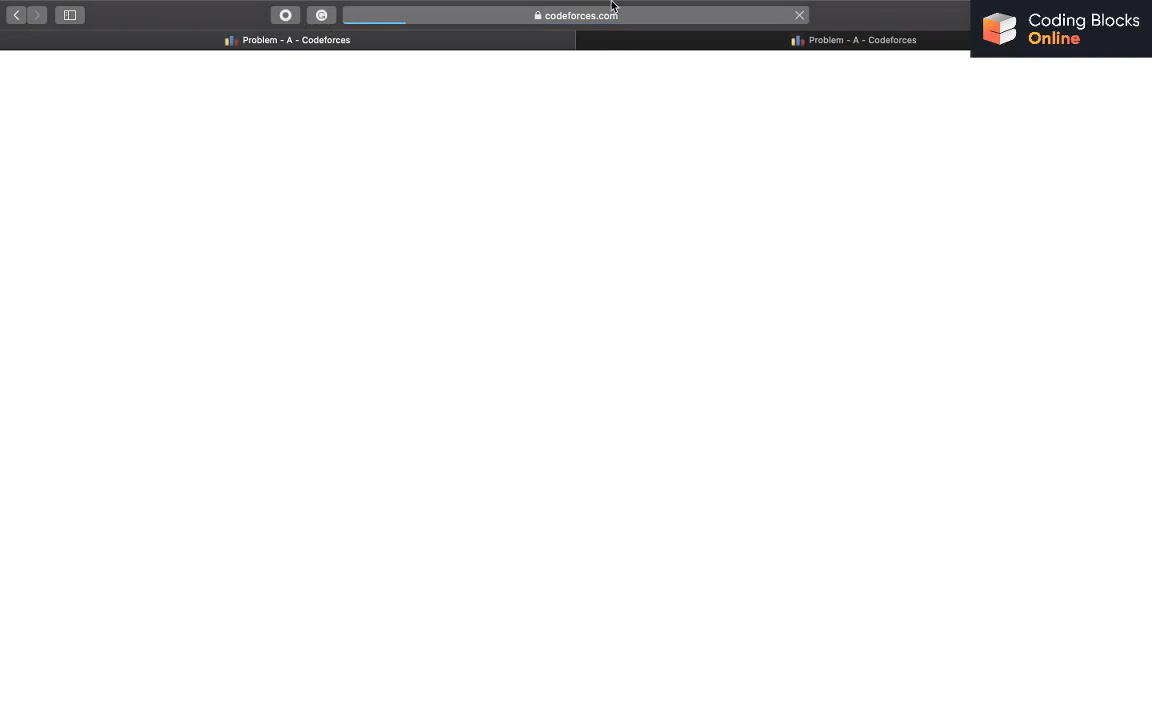 codeforces.com
Problem - A - Codeforces
Problem - A - Codeforces
Coding Blocks
Online